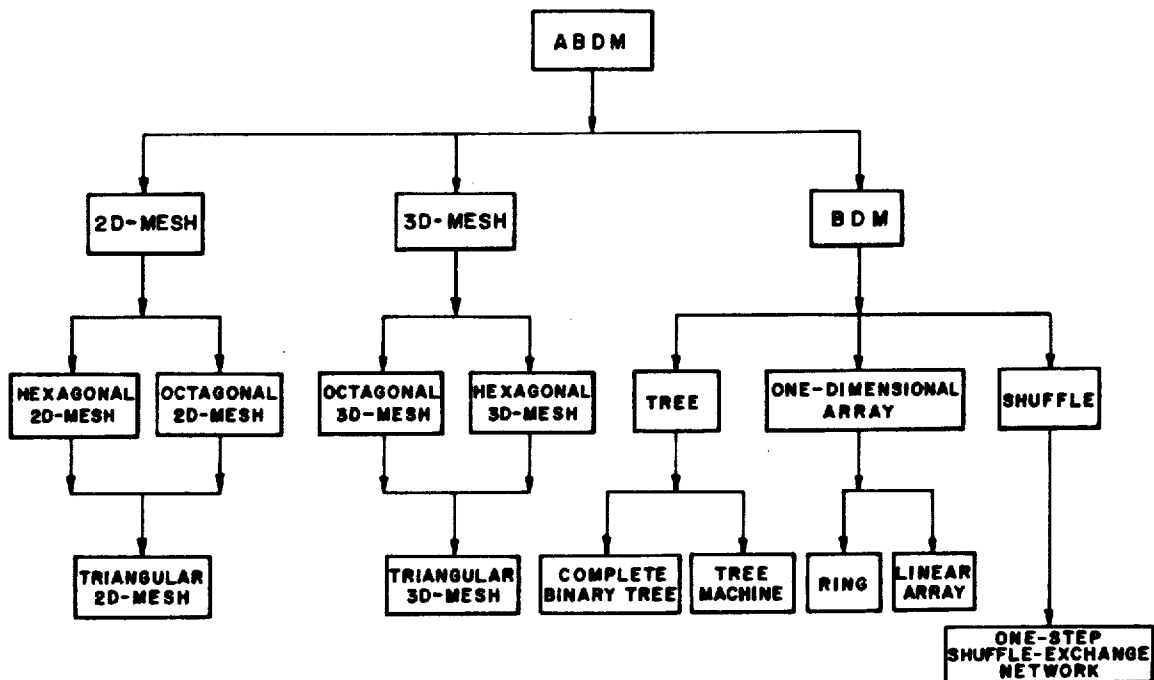 ABDM
2D-MESH
3D-MESH
BDM
HEXAGONAL
2D-MESH
OCTAGONAL
2D-MESH
OCTAGONAL
3D-MESH
HEXAGONAL
3D-MESH
TREE
ONE-DIMENSIONAL
ARRAY
SHUFFLE
TRIANGULAR
2D-MESH
TRIANGULAR
3D-MESH
COMPLETE
BINARY TREE
TREE
MACHINE
RING
LINEAR
ARRAY
ONE-STEP
SHUFFLE-EXCHANGE
NETWORK